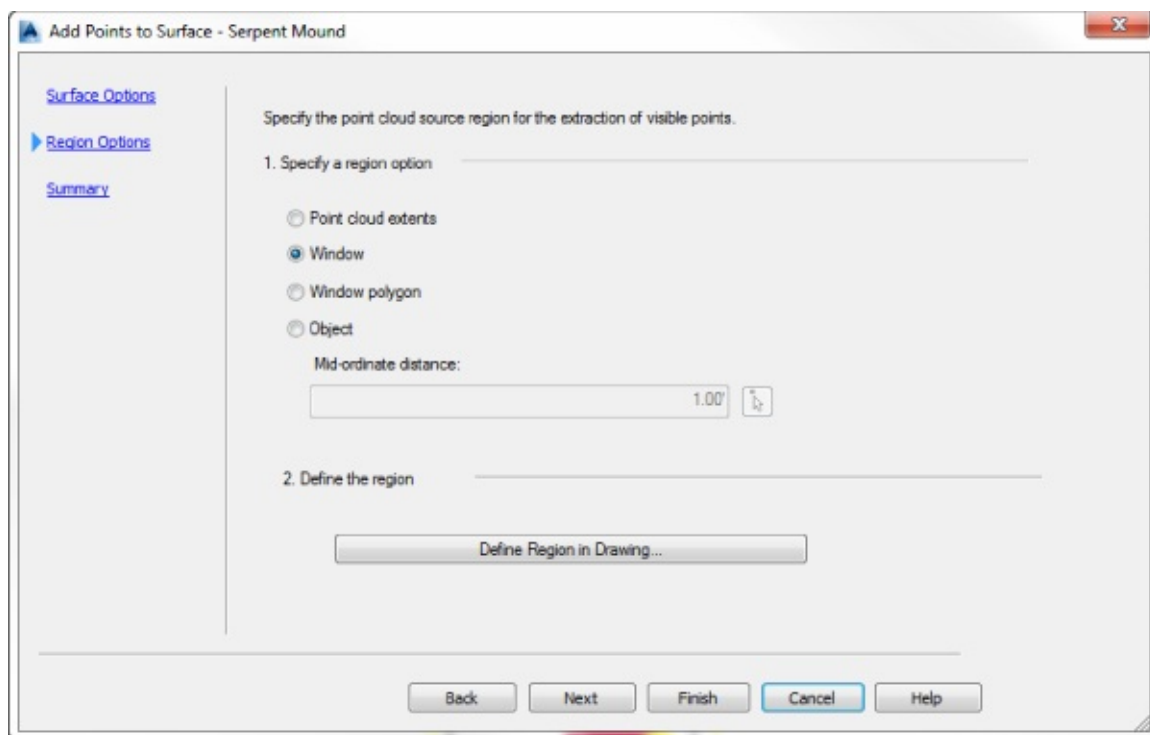 Add Points to Surface - Serpent Mound
Surface Options
Region Options
Summary
Specify the point cloud source region for the extraction of visible points.
1. Specify a region option
Point cloud extents
Window
Window polygon
Object
Mid-ordinate distance:
1.00'
2. Define the region
Define Region in Drawing...
Back Next Finish Cancel Help